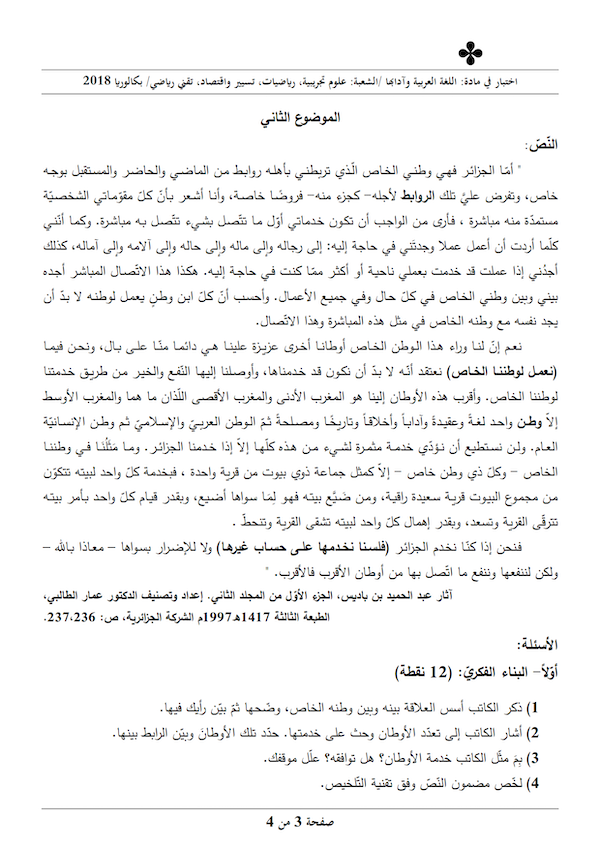 اختبار في مادة: اللغة العربية وآدابها /الشعبة: علوم تجريبية، رياضيات، تسيير واقتصاد، تقني رياضي/ بكالوريا 2018
الموضوع الثاني
النّصّ:
" أمّا الجزائر فهي وطني الخاص الّذي تربطني بأهله روابط من الماضي والحاضر والمستقبل بوجه
خاص، وتفرض عليَّ تلك الروابط لأجله– كجزء منه– فروضًا خاصة، وأنا أشعر بأنّ كلّ مقوّماتي الشخصيّة
مستمدّة منه مباشرة ، فأرى من الواجب أن تكون خدماتي أوّل ما تتّصل بشيء تتّصل به مباشرة. وكما أنّني
كلّما أردت أن أعمل عملا وجدتُني في حاجة إليه: إلى رجاله وإلى ماله وإلى حاله وإلى آلامه وإلى آماله، كذلك
أجدُني إذا عملت قد خدمت بعملي ناحية أو أكثر ممّا كنت في حاجة إليه. هكذا هذا الاتّصال المباشر أجده
بيني وبين وطني الخاص في كلّ حال وفي جميع الأعمال. وأحسب أنّ كلّ ابن وطنٍ يعمل لوطنه لا بدّ أن
يجد نفسه مع وطنه الخاص في مثل هذه المباشرة وهذا الاتّصال.
نعم إنّ لنا وراء هذا الوطن الخاص أوطانا أخرى عزيزة علينا هي دائما منّا على بال، ونحن فيما
(نعمل لوطننا الخاص) نعتقد أنّه لا بدّ أن نكون قد خدمناها، وأوصلنا إليها النّفع والخير من طريق خدمتنا
لوطننا الخاص. وأقرب هذه الأوطان إلينا هو المغرب الأدنى والمغرب الأقصى اللّذان ما هما والمغرب الأوسط
إلاّ وطن واحد لغةً وعقيدةً وآداباً وأخلاقاً وتاريخًا ومصلحةً ثمّ الوطن العربيّ والإسلاميّ ثم وطن الإنسانيّة
العام. ولن نستطيع أن نؤدّي خدمة مثمرة لشيء من هذه كلّها إلاّ إذا خدمنا الجزائر. وما مَثَلُنا في وطننا
الخاص – وكلّ ذي وطن خاص – إلاّ كمثل جماعة ذوي بيوت من قرية واحدة ، فبخدمة كلّ واحد لبيته تتكوّن
من مجموع البيوت قرية سعيدة راقية، ومن ضَيَّع بيته فهو لِمَا سواها أضيع، وبقدر قيام كلّ واحد بأمر بيته
تترقّى القرية وتسعد، وبقدر إهمال كلّ واحد لبيته تشقى القرية وتنحطّ .
فنحن إذا كنّا نخدم الجزائر (فلسنا نخدمها على حساب غيرها) ولا للإضرار بسواها – معاذا بالله –
ولكن لننفعها وننفع ما اتّصل بها من أوطان الأقرب فالأقرب. "
آثار عبد الحميد بن باديس، الجزء الأوّل من المجلد الثاني. إعداد وتصنيف الدكتور عمار الطالبي،
الطبعة الثالثة 1417هـ1997م الشركة الجزائرية، ص: 237،236.
الأسئلة:
أوّلاً– البناء الفكريّ: (12 نقطة)
1) ذكر الكاتب أسس العلاقة بينه وبين وطنه الخاص، وضّحها ثمّ بيّن رأيك فيها.
2) أشار الكاتب إلى تعدّد الأوطان وحث على خدمتها. حدّد تلك الأوطان وبيّن الرابط بينها.
3) بِمَ مثّل الكاتب خدمة الأوطان؟ هل توافقه؟ علّل موقفك.
4) لخّص مضمون النّصّ وفق تقنية التّلخيص.
صفحة 3 من 4